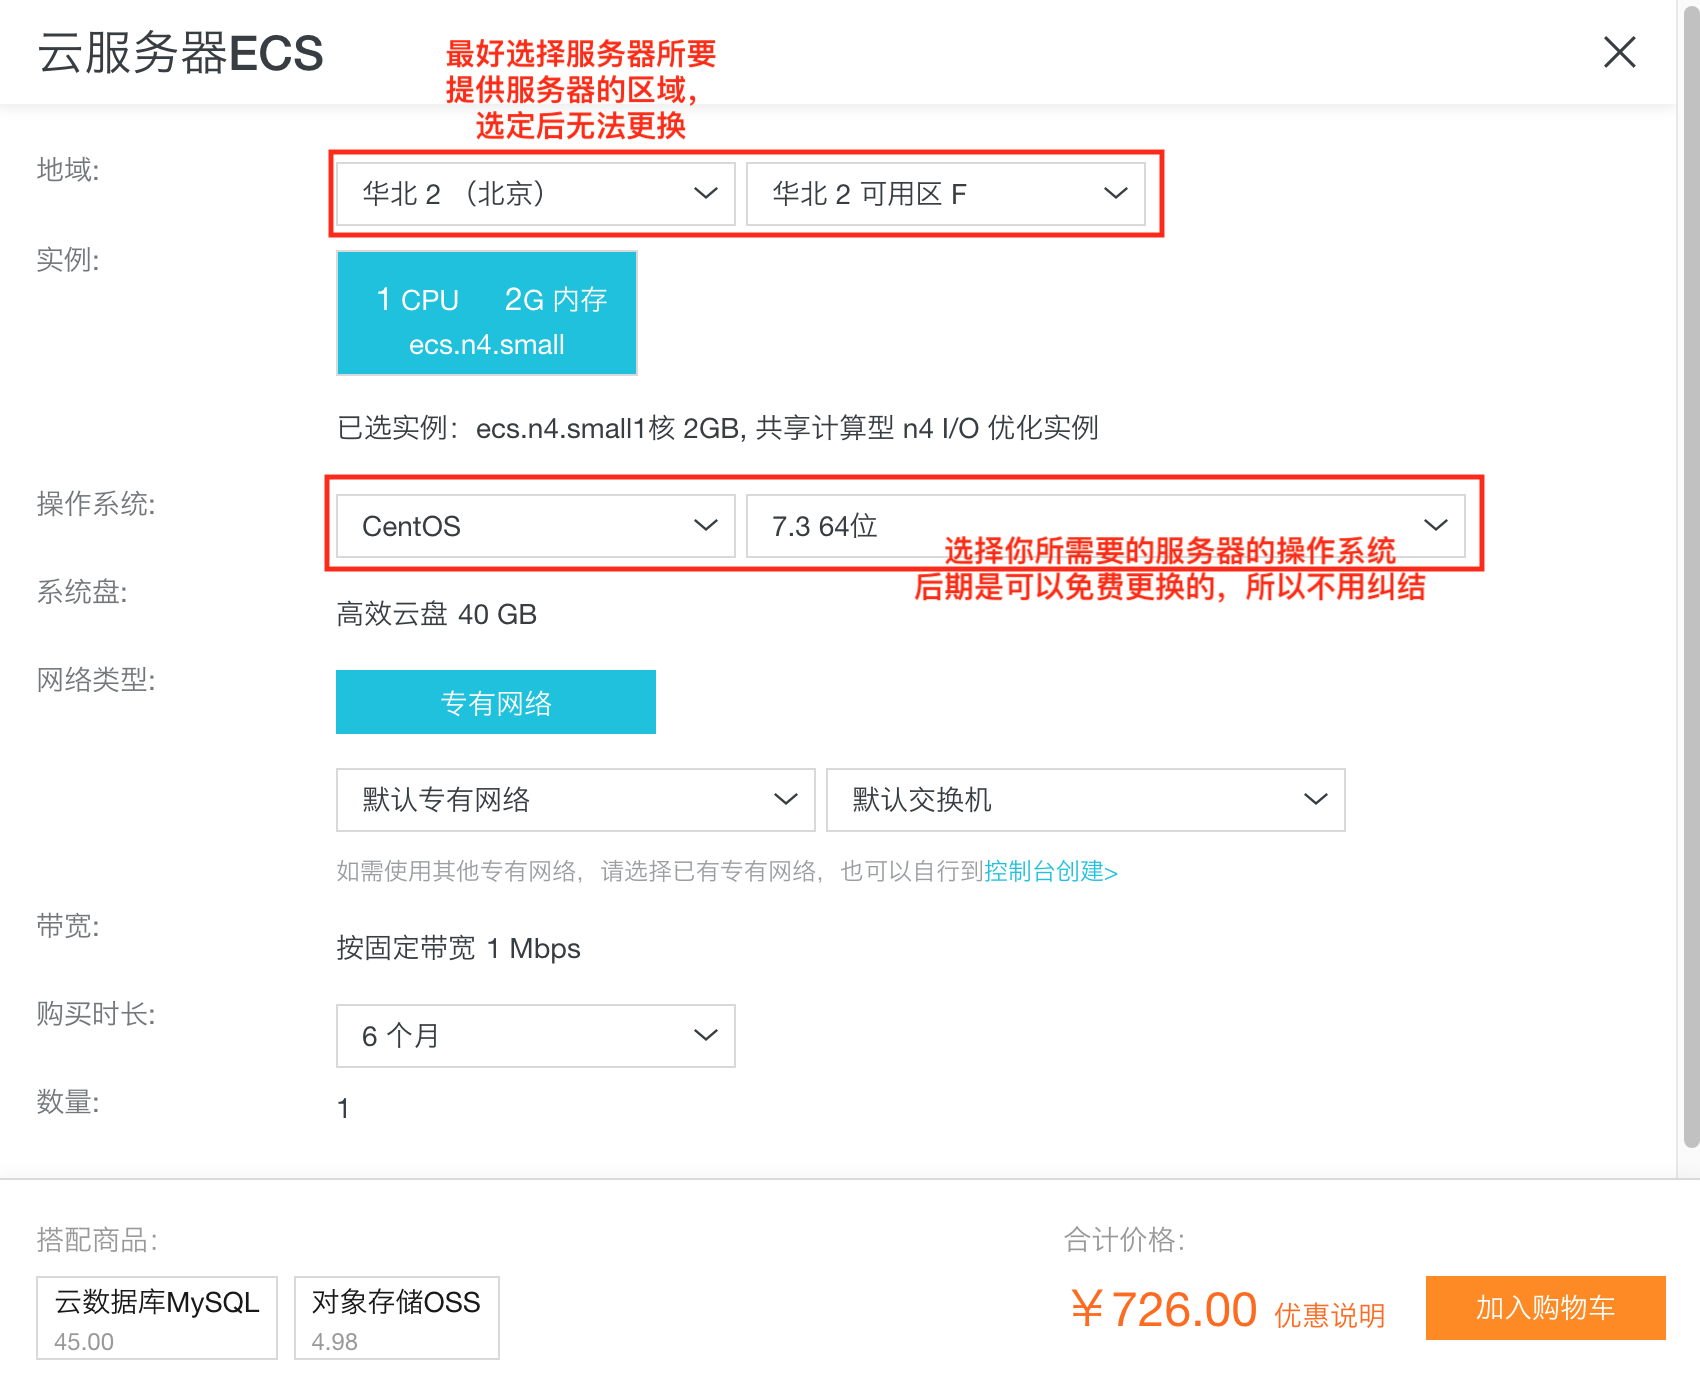 云服务器ECS
最好选择服务器所要
提供服务器的区域，
选定后无法更换
地域:
华北 2 （北京）
华北 2 可用区 F
实例:
1 CPU 2G 内存
ecs.n4.small
已选实例：ecs.n4.small1核 2GB, 共享计算型 n4 I/O 优化实例
操作系统:
CentOS
7.3 64位
选择你所需要的服务器的操作系统
后期是可以免费更换的，所以不用纠结
系统盘:
高效云盘 40 GB
网络类型:
专有网络
默认专有网络
默认交换机
如需使用其他专有网络，请选择已有专有网络，也可以自行到控制台创建>
带宽:
按固定带宽 1 Mbps
购买时长:
6 个月
数量:
1
搭配商品：
云数据库MySQL
45.00
对象存储OSS
4.98
合计价格：
￥726.00 优惠说明
加入购物车